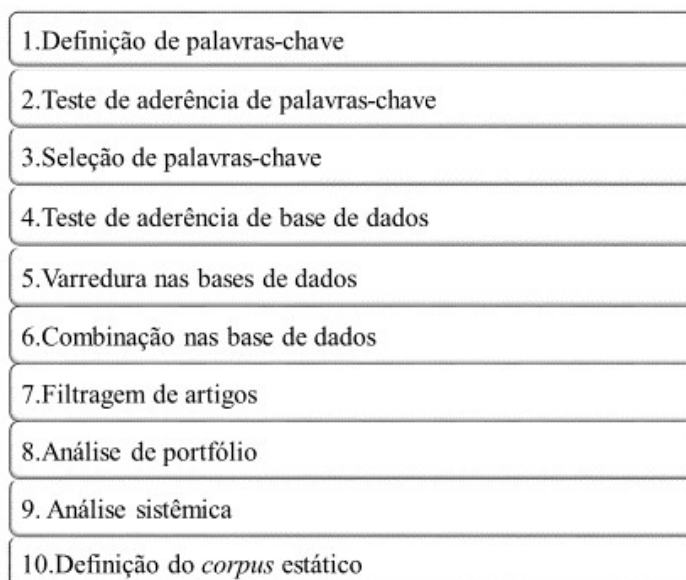 1.Definição de palavras-chave
2.Teste de aderência de palavras-chave
3.Seleção de palavras-chave
4.Teste de aderência de base de dados
5.Varredura nas bases de dados
6.Combinação nas base de dados
7.Filtragem de artigos
8.Análise de portfólio
9. Análise sistêmica
10.Definição do corpus estático